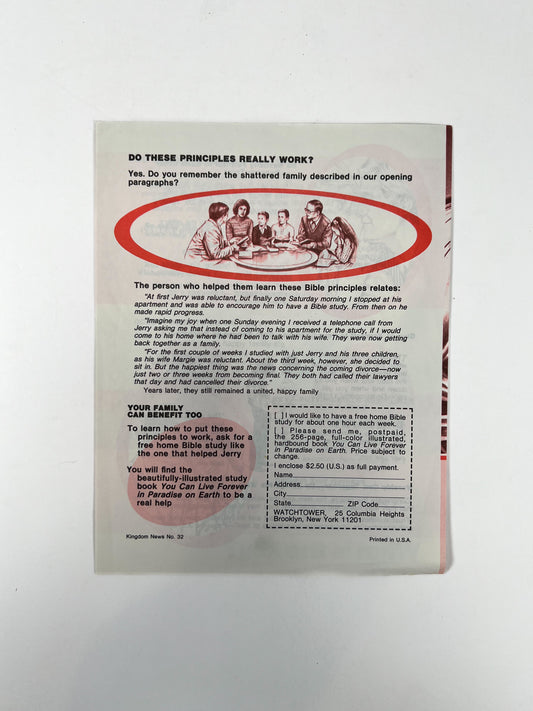 DO THESE PRINCIPLES REALLY WORK?
Yes. Do you remember the shattered family described in our opening
paragraphs?
The person who helped them learn these Bible principles relates:
"At first Jerry was reluctant, but finally one Saturday morning I stopped at his
apartment and was able to encourage him to have a Bible study. From then on he
made rapid progress.
"Imagine my joy when one Sunday evening I received a telephone call from
Jerry asking me that instead of coming to his apartment for the study, if I would
come to his home where he had been to talk with his wife. They were now getting
back together as a family.
"For the first couple of weeks I studied with just Jerry and his three children,
as his wife Margie was reluctant. About the third week, however, she decided to
sit in. But the happiest thing was the news concerning the coming divorce—now
just two or three weeks from becoming final. They both had called their lawyers
that day and had cancelled their divorce."
Years later, they still remained a united, happy family
YOUR FAMILY
CAN BENEFIT TOO
To learn how to put these
principles to work, ask for a
free home Bible study like
the one that helped Jerry
You will find the
beautifully-illustrated study
book You Can Live Forever
in Paradise on Earth to be a
real help
[ ] I would like to have a free home Bible
study for about one hour each week.
[ ] Please send me, postpaid,
the 256-page, full-color illustrated,
hardbound book You Can Live Forever
in Paradise on Earth. Price subject to
change.
I enclose $2.50 (U.S.) as full payment.
Name
Address
City
State ZIP Code
WATCHTOWER, 25 Columbia Heights
Brooklyn, New York 11201
Kingdom News No. 32
Printed in U.S.A.